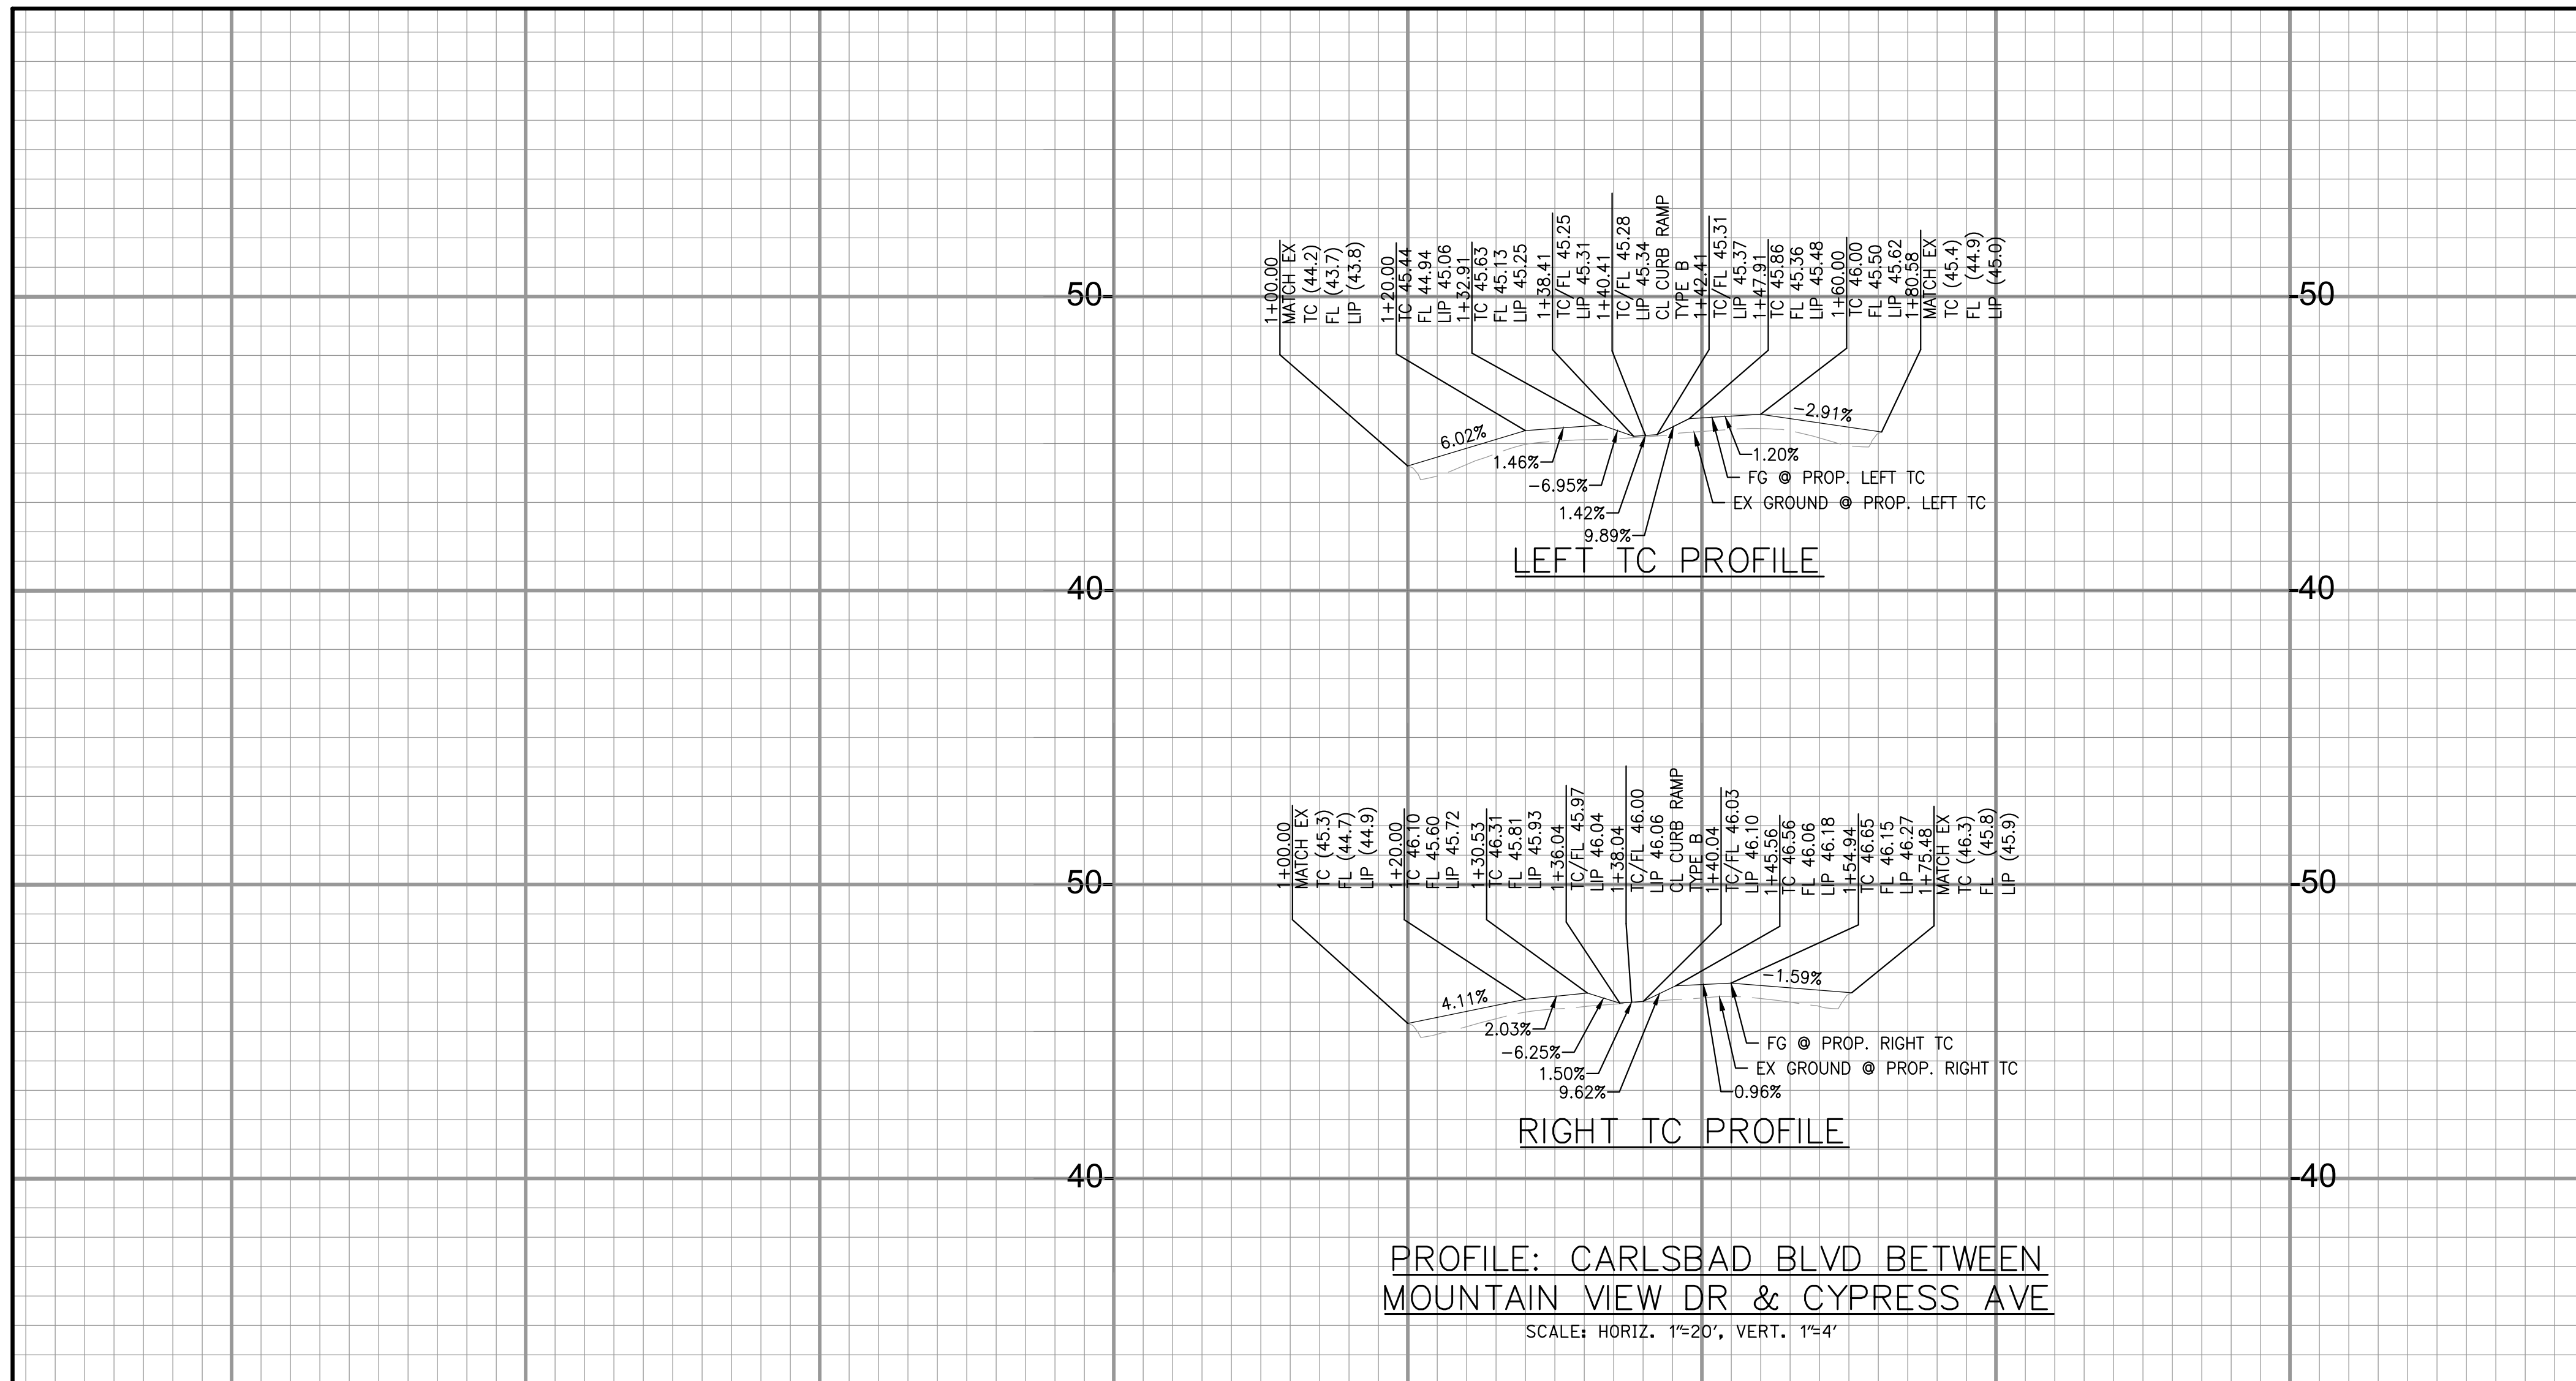 1+00.00
MATCH EX
TC (44.2)
FL (43.7)
LIP (43.8)
1+20.00
TC 45.44
FL 44.94
LIP 45.06
1+32.91
TC 45.63
FL 45.13
LIP 45.25
1+38.41
TC/FL 45.25
LIP 45.31
1+40.41
TC/FL 45.28
LIP 45.34
CL CURB RAMP
TYPE B
1+42.41
TC/FL 45.31
LIP 45.37
1+47.91
TC 45.86
FL 45.36
LIP 45.48
1+60.00
TC 46.00
FL 45.50
LIP 45.62
1+80.58
MATCH EX
TC (45.4)
FL (44.9)
LIP (45.0)
50
50
6.02%
1.46%
-6.95%
1.42%
9.89%
-2.91%
1.20%
FG @ PROP. LEFT TC
EX GROUND @ PROP. LEFT TC
LEFT TC PROFILE
40
40
1+00.00
MATCH EX
TC (45.3)
FL (44.7)
LIP (44.9)
1+20.00
TC 46.10
FL 45.60
LIP 45.72
1+30.53
TC 46.31
FL 45.81
LIP 45.93
1+36.04
TC/FL 45.97
LIP 46.04
1+38.04
TC/FL 46.00
LIP 46.06
CL CURB RAMP
TYPE B
1+40.04
TC/FL 46.03
LIP 46.10
1+45.56
TC 46.56
FL 46.06
LIP 46.18
1+54.94
TC 46.65
FL 46.15
LIP 46.27
1+75.48
MATCH EX
TC (46.3)
FL (45.8)
LIP (45.9)
50
50
4.11%
2.03%
-6.25%
1.50%
9.62%
-1.59%
FG @ PROP. RIGHT TC
EX GROUND @ PROP. RIGHT TC
0.96%
RIGHT TC PROFILE
40
40
PROFILE: CARLSBAD BLVD BETWEEN
MOUNTAIN VIEW DR & CYPRESS AVE
SCALE: HORIZ. 1"=20', VERT. 1"=4'